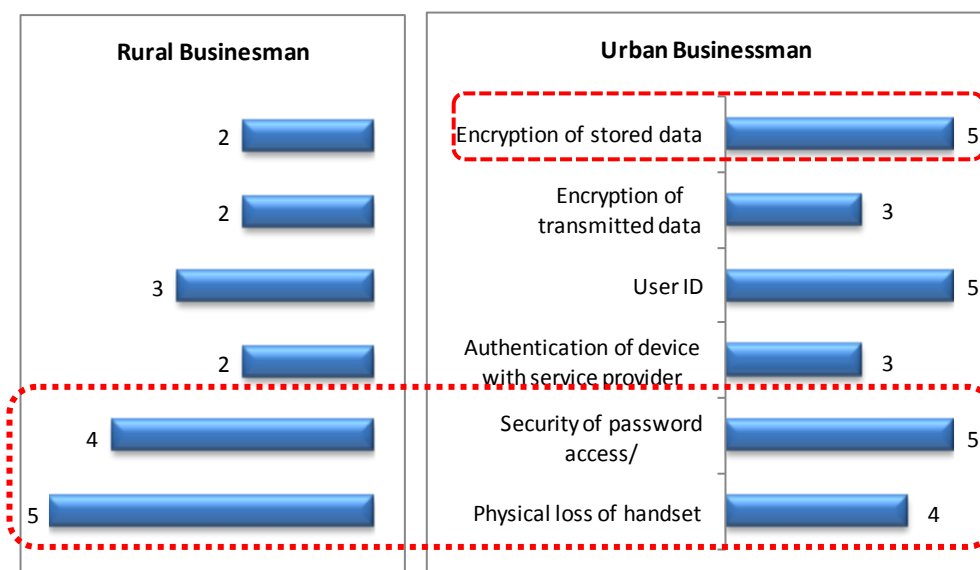 Rural Businesman
2
2
3
2
4
5
Urban Businessman
Encryption of stored data
5
Encryption of
transmitted data
3
User ID
5
Authentication of device
with service provider
3
Security of password
access/
5
Physical loss of handset
4